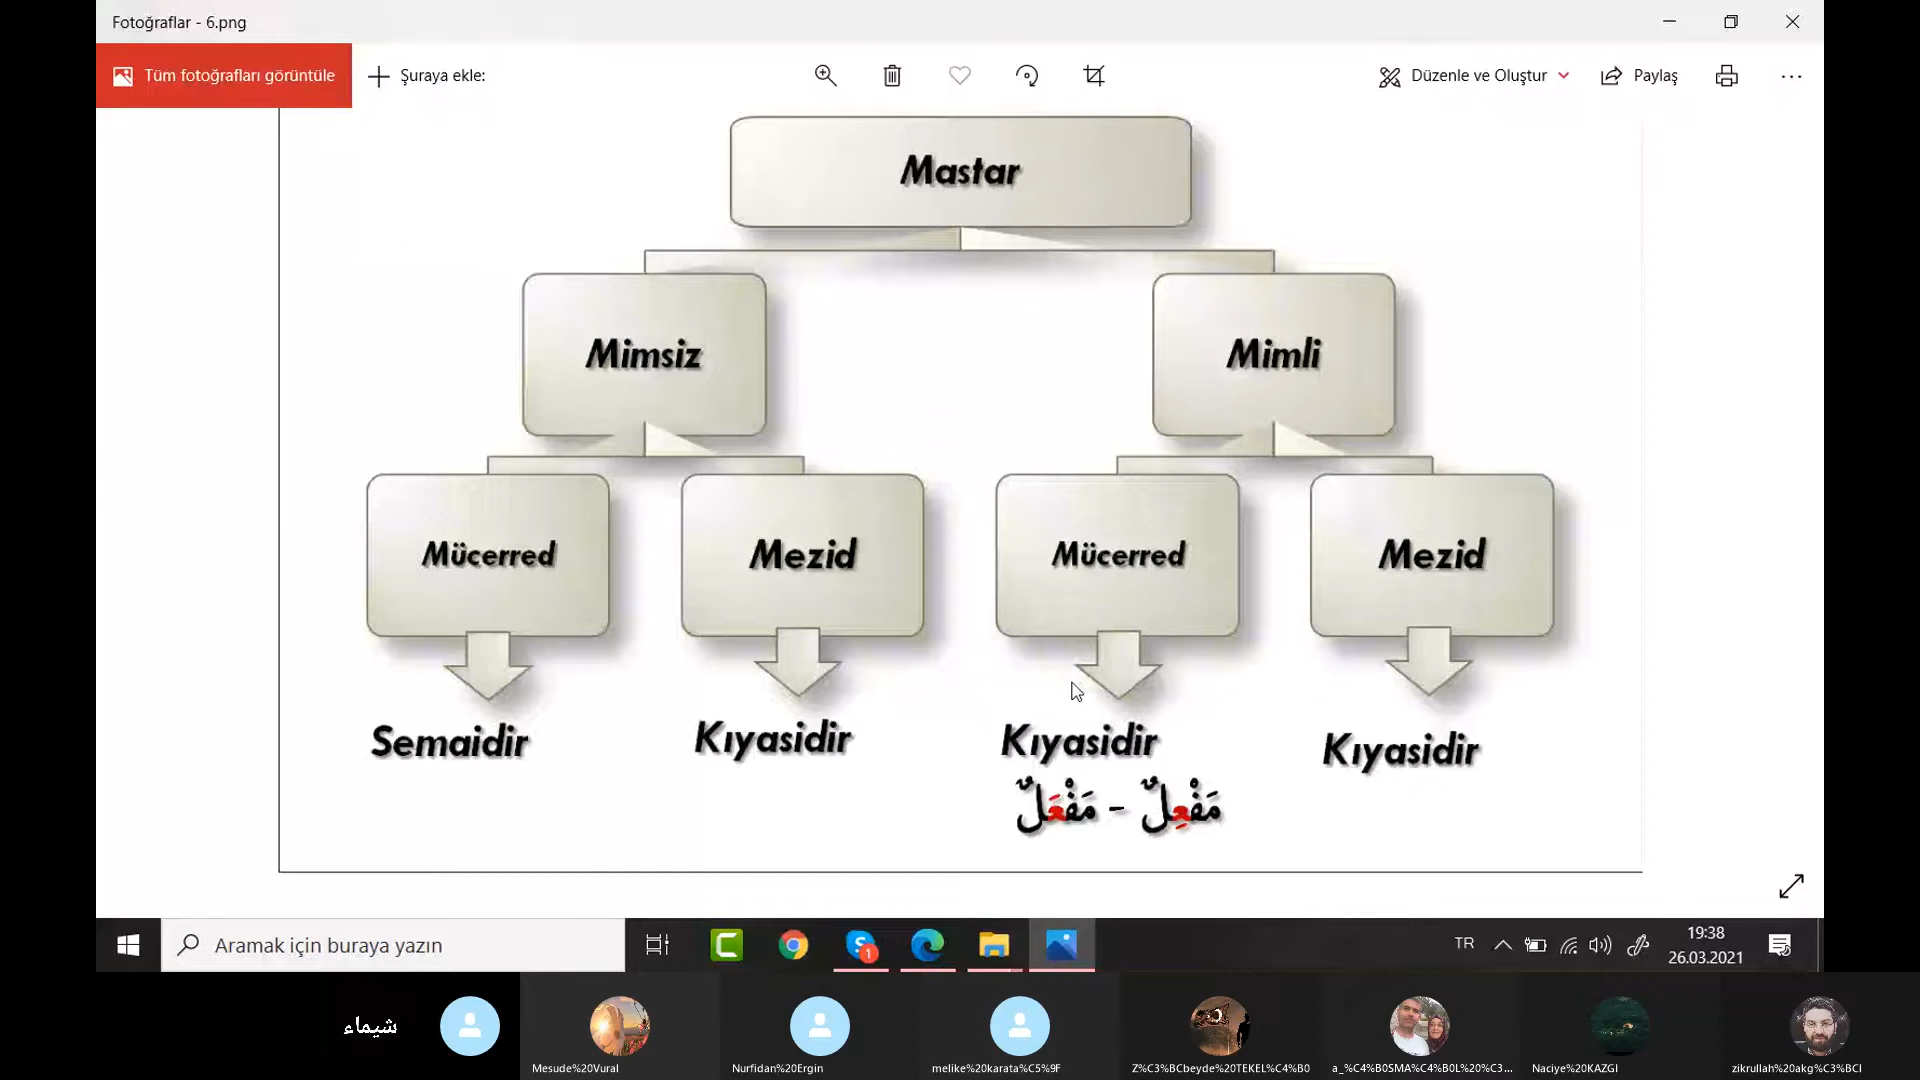 Fotoğraflar - 6.png
Tüm fotoğrafları görüntüle
Şuraya ekle:
Düzenle ve Oluştur
Paylaş
Mastar
Mimsiz
Mimli
Mücerred
Mezid
Mücerred
Mezid
Semaidir
Kıyasidir
Kıyasidir
Kıyasidir
مَفْعِلٌ - مَفْعَلٌ
Aramak için buraya yazın
1
TR
19:38
26.03.2021
شيماء
Mesude%20Vural
Nurfidan%20Ergin
melike%20karata%C5%9F
Z%C3%BCbeyde%20TEKEL%C4%B0
a_%C4%B0SMA%C4%B0L%20%C3...
Naciye%20KAZGI
zikrullah%20akg%C3%BCl